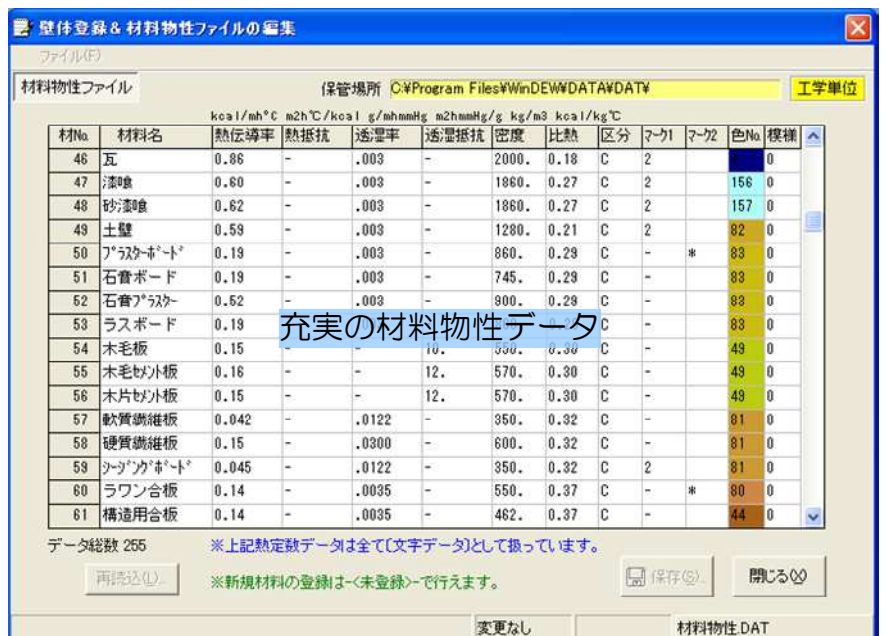 壁体登録&材料物性ファイルの編集
ファイル(F)
材料物性ファイル 保管場所 C:¥Program Files¥WinDEW¥DATA¥DAT¥ 工学単位
kcal/mh°C m2h℃/kcal g/mhmmHg m2hmmHg/g kg/m3 kcal/kg℃
材No. 材料名 熱伝導率 熱抵抗 透湿率 透湿抵抗 密度 比熱 区分 マーク1 マーク2 色No. 模様
46 瓦 0.86 - .003 - 2000. 0.18 C 2 0
47 漆喰 0.60 - .003 - 1860. 0.27 C 2 156 0
48 砂漆喰 0.62 - .003 - 1860. 0.27 C 2 157 0
49 土壁 0.59 - .003 - 1280. 0.21 C 2 82 0
50 プラスターボード 0.19 - .003 - 860. 0.29 C - * 83 0
51 石膏ボード 0.19 - .003 - 745. 0.29 C - 83 0
52 石膏プラスター 0.52 - .003 - 900. 0.29 C - 83 0
53 ラスボード 0.19 C - 83 0
充実の材料物性データ
54 木毛板 0.15 - - 10. 550. 0.30 C - 49 0
55 木毛セメント板 0.16 - - 12. 570. 0.30 C - 49 0
56 木片セメント板 0.15 - - 12. 570. 0.30 C - 49 0
57 軟質繊維板 0.042 - .0122 - 350. 0.32 C - 81 0
58 硬質繊維板 0.15 - .0300 - 600. 0.32 C - 81 0
59 シージングボード 0.045 - .0122 - 350. 0.32 C 2 81 0
60 ラワン合板 0.14 - .0035 - 550. 0.37 C - * 80 0
61 構造用合板 0.14 - .0035 - 462. 0.37 C - 44 0
データ総数 255 ※上記熱定数データは全て〔文字データ〕として扱っています。
再読込(L).. ※新規材料の登録は-<未登録>-で行えます。 保存(S).. 閉じる(X)
変更なし 材料物性.DAT